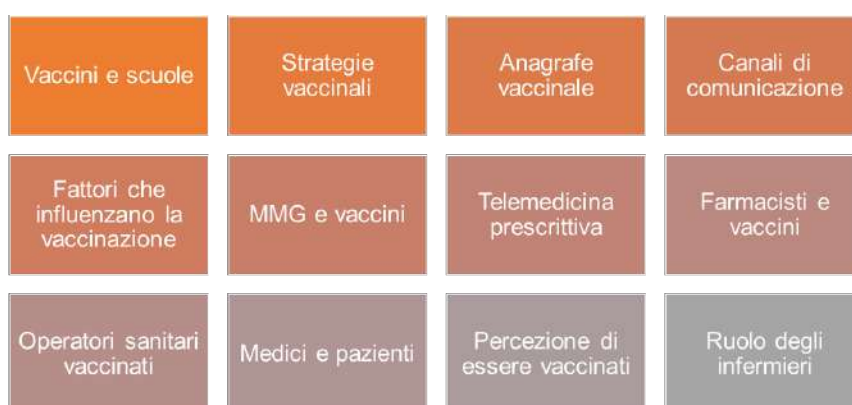 Vaccini e scuole
Strategie
vaccinali
Anagrafe
vaccinale
Canali di
comunicazione
Fattori che
influenzano la
vaccinazione
MMG e vaccini
Telemedicina
prescrittiva
Farmacisti e
vaccini
Operatori sanitari
vaccinati
Medici e pazienti
Percezione di
essere vaccinati
Ruolo degli
infermieri